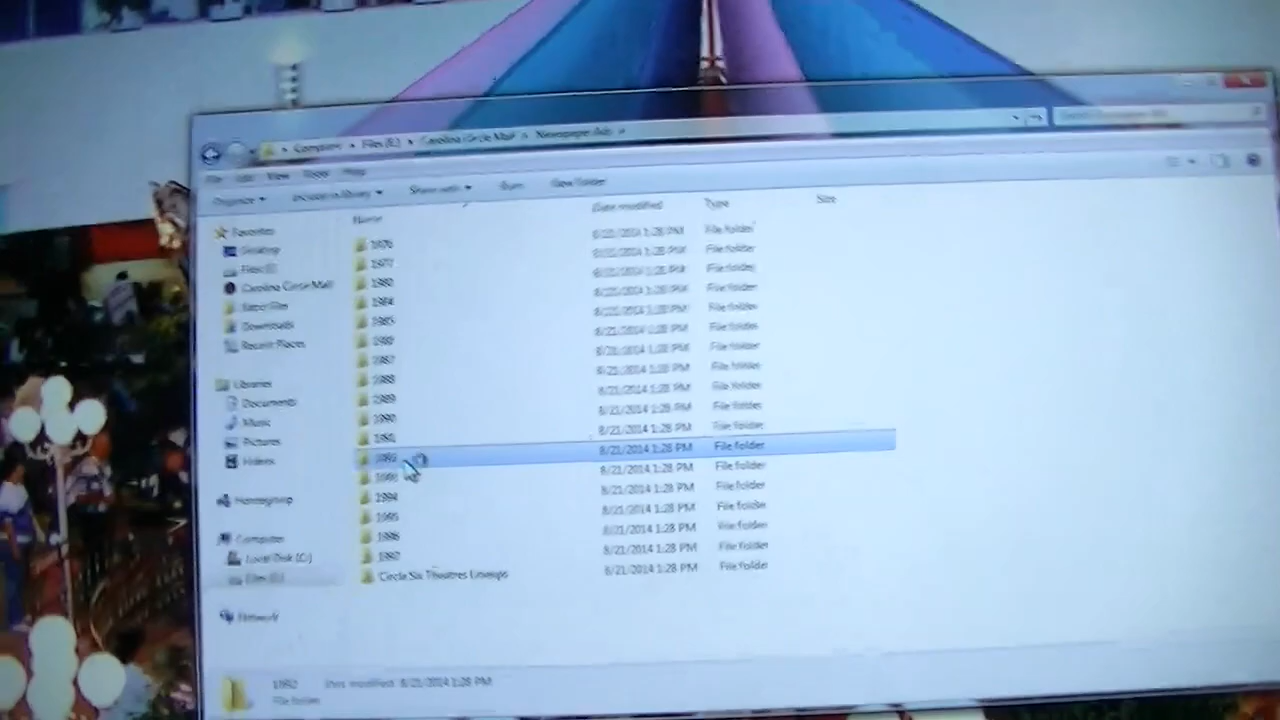 Computer ▸ Files (E:) ▸ Carolina Circle Mall ▸ Newspaper Ads ▸
Edit View Tools Help
Organize Include in library Share with Burn New folder
Name Date modified Type Size
1976 8/21/2014 1:28 PM File folder
1977 8/21/2014 1:28 PM File folder
1980 8/21/2014 1:28 PM File folder
1984 8/21/2014 1:28 PM File folder
1985 8/21/2014 1:28 PM File folder
8/21/2014 1:28 PM File folder
1987 8/21/2014 1:28 PM File folder
1988 8/21/2014 1:28 PM File folder
1989 8/21/2014 1:28 PM File folder
1990 8/21/2014 1:28 PM File folder
1991 8/21/2014 1:28 PM File folder
1992 8/21/2014 1:28 PM File folder
1993 8/21/2014 1:28 PM File folder
1994 8/21/2014 1:28 PM File folder
1995 8/21/2014 1:28 PM File folder
1996 8/21/2014 1:28 PM File folder
1997 8/21/2014 1:28 PM File folder
Circle Six Theatres Lineups 8/21/2014 1:28 PM File folder
Favorites
Desktop
Files (E)
Carolina Circle Mall
Files
Downloads
Recent Places
Libraries
Documents
Music
Pictures
Videos
Homegroup
Computer
Local Disk (C:)
Files (E:)
Network
1992 Date modified: 8/21/2014 1:28 PM
File folder